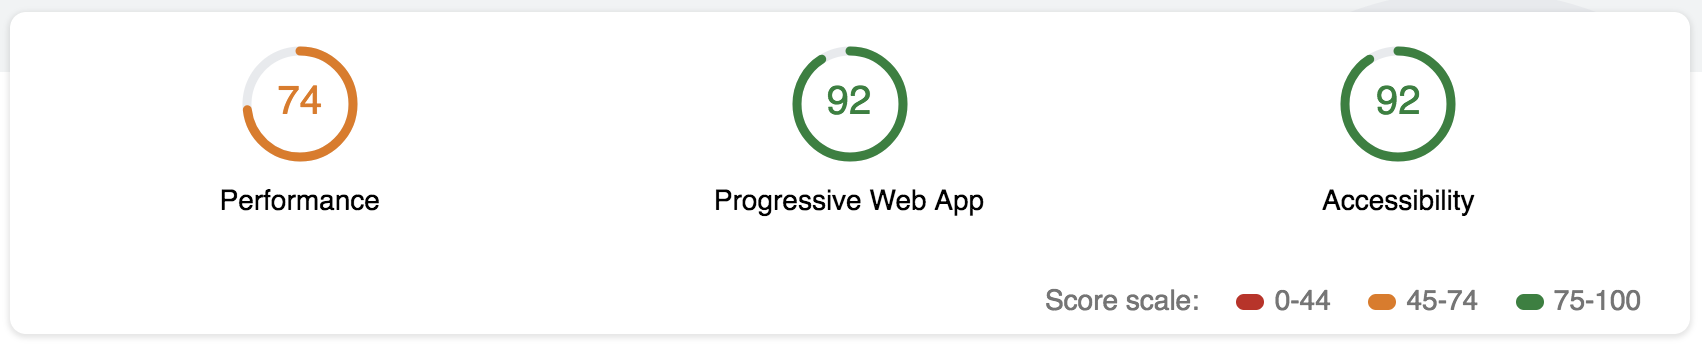 74
Performance
92
Progressive Web App
92
Accessibility
Score scale: 0-44 45-74 75-100